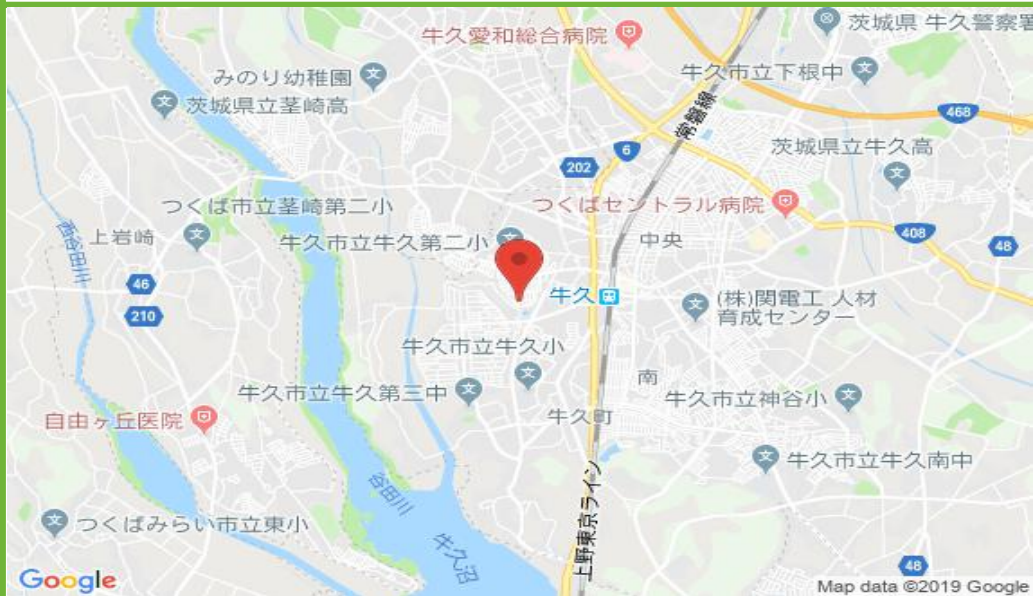 牛久愛和総合病院
茨城県 牛久警察署
みのり幼稚園
牛久市立下根中
茨城県立茎崎高
常磐線
468
6
202
茨城県立牛久高
つくばセントラル病院
つくば市立茎崎第二小
408
西谷田川
上岩崎
牛久市立牛久第二小
中央
48
46
210
牛久
(株)関電工 人材
育成センター
牛久市立牛久小
南
牛久市立牛久第三中
牛久市立神谷小
自由ヶ丘医院
牛久町
牛久市立牛久南中
谷田川
上野東京ライン
つくばみらい市立東小
牛久沼
48
Google
Map data ©2019 Google